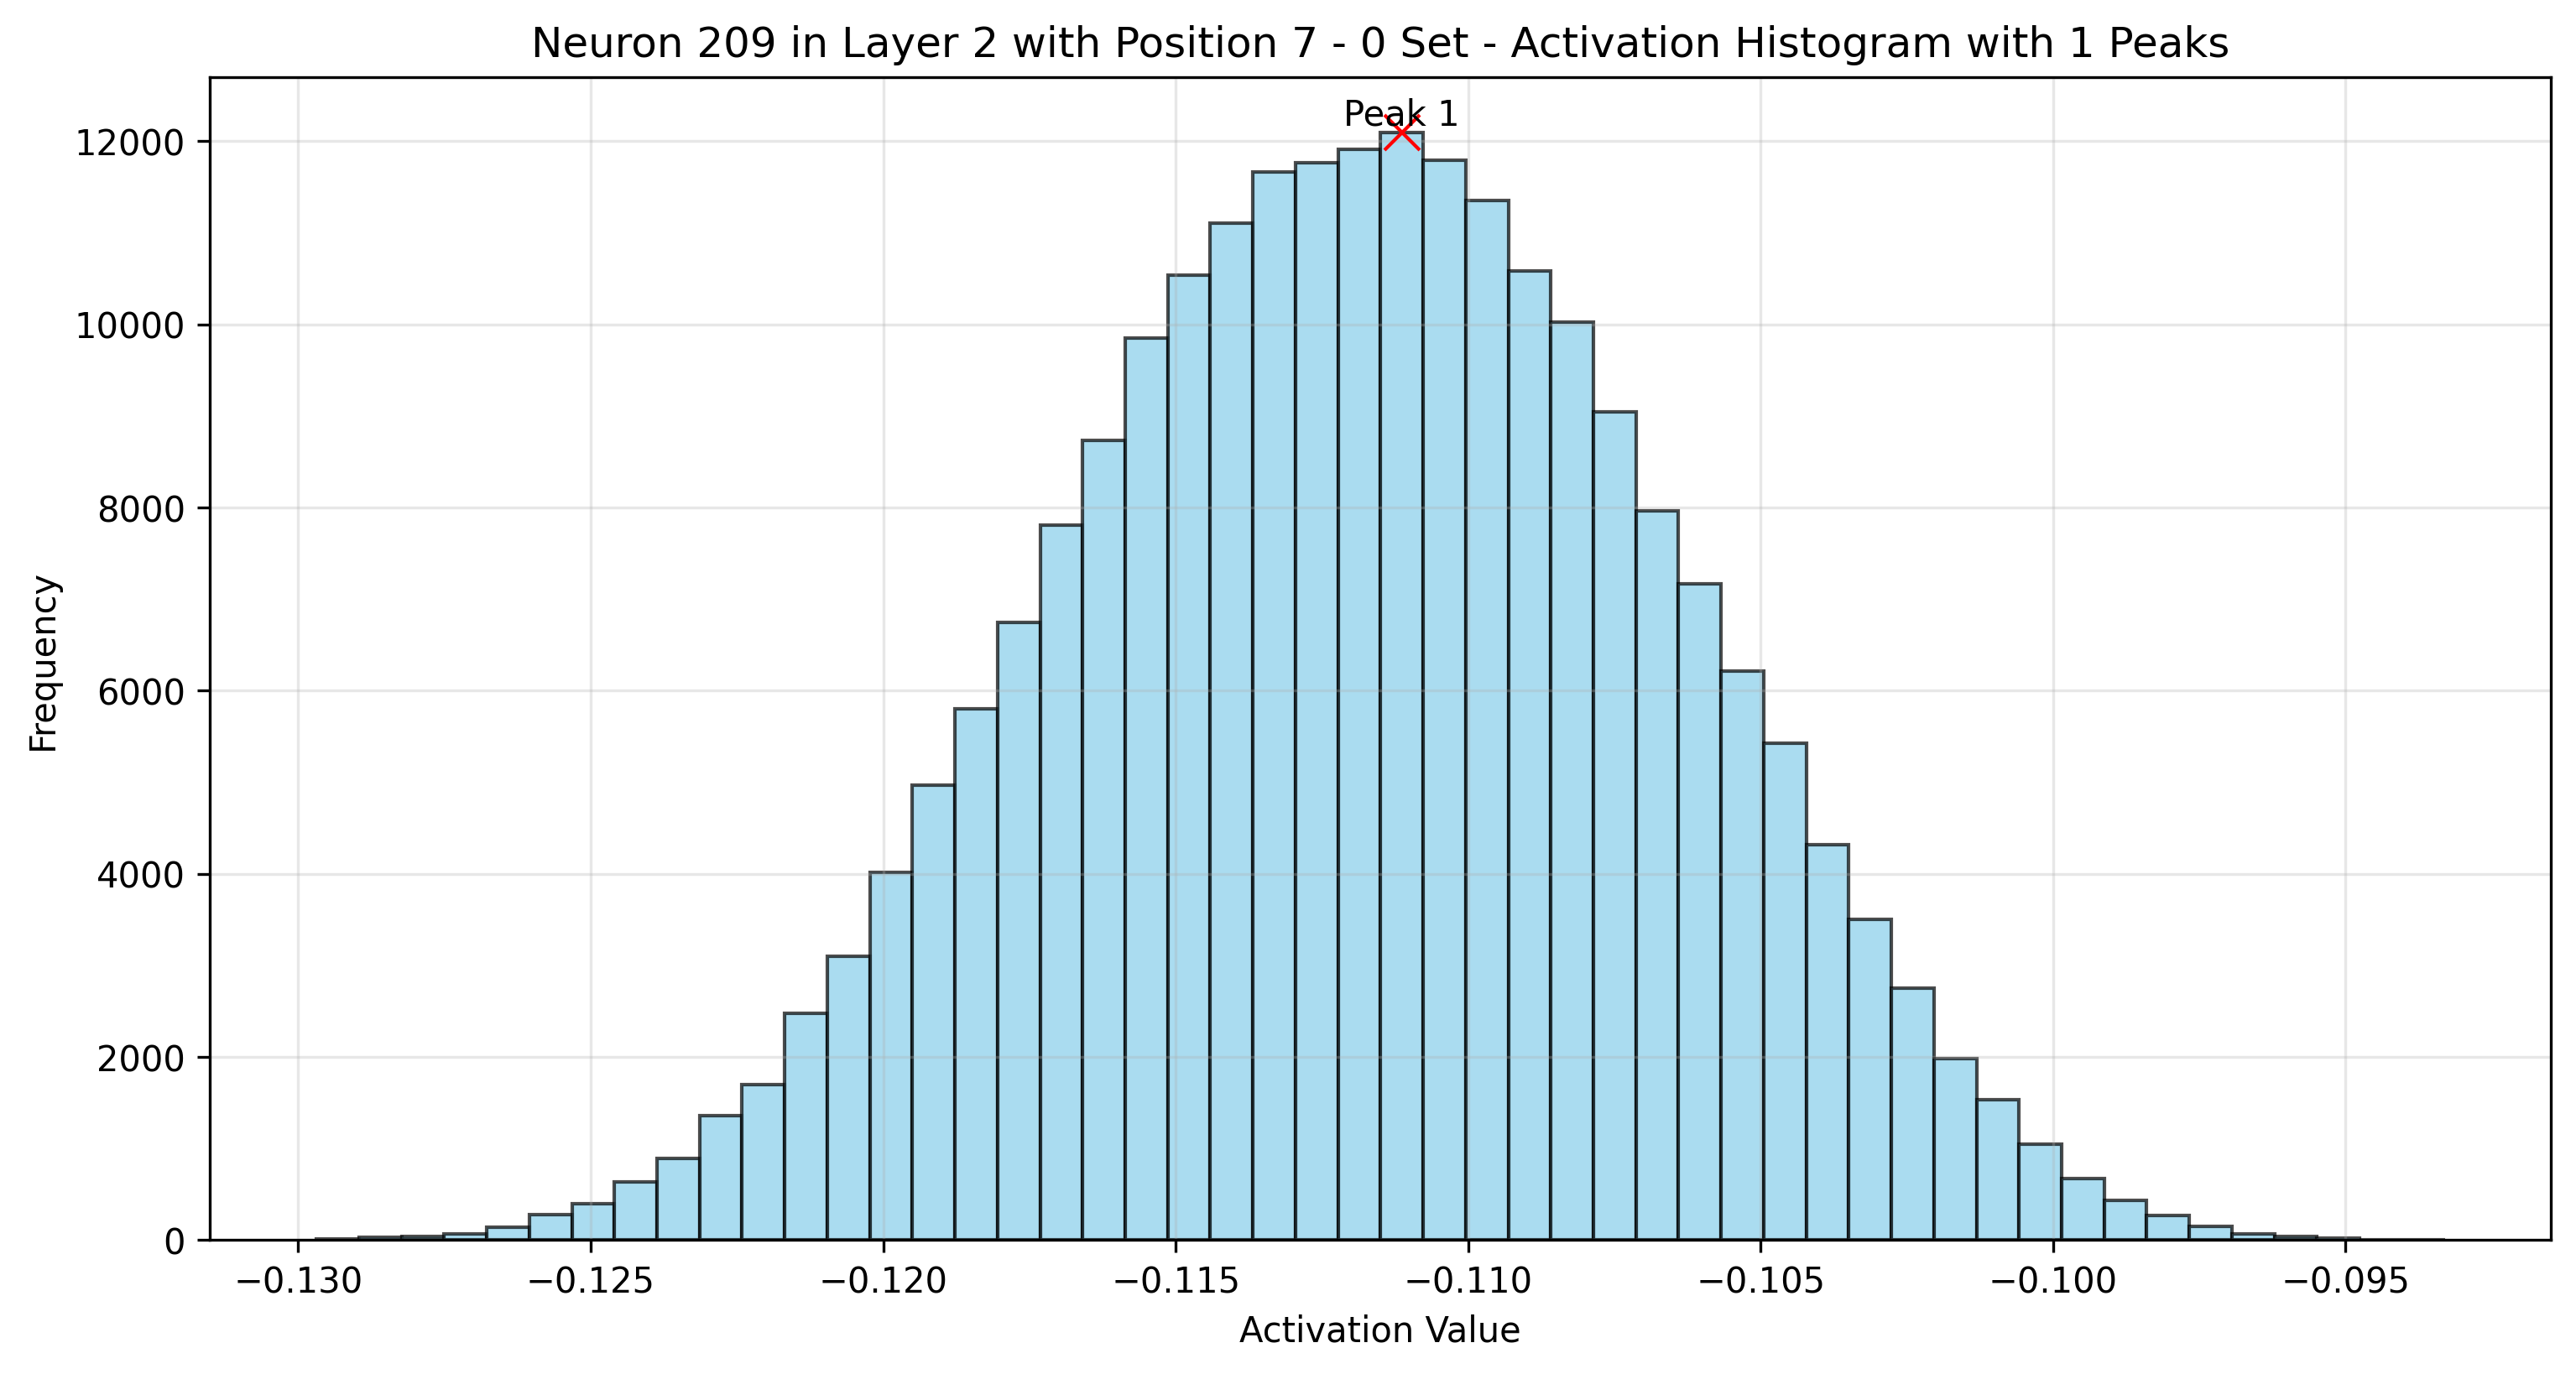 Neuron 209 in Layer 2 with Position 7 - 0 Set - Activation Histogram with 1 Peaks
Peak 1
12000
10000
8000
6000
4000
2000
0
Frequency
−0.130 −0.125 −0.120 −0.115 −0.110 −0.105 −0.100 −0.095
Activation Value